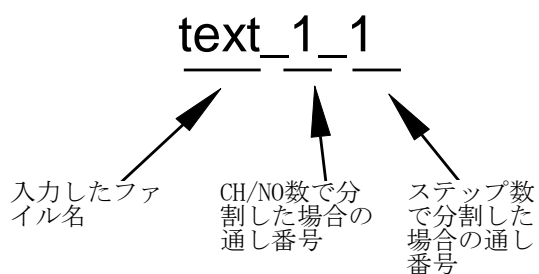 text_1_1
入力したファ
イル名
CH/NO数で分
割した場合の
通し番号
ステップ数
で分割した
場合の通し
番号